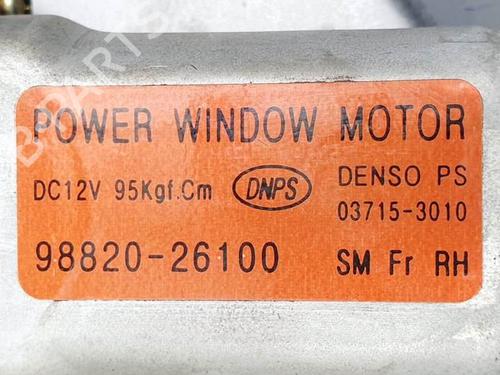 POWER WINDOW MOTOR
DC12V 95Kgf.Cm DNPS DENSO PS
03715-3010
98820-26100 SM Fr RH